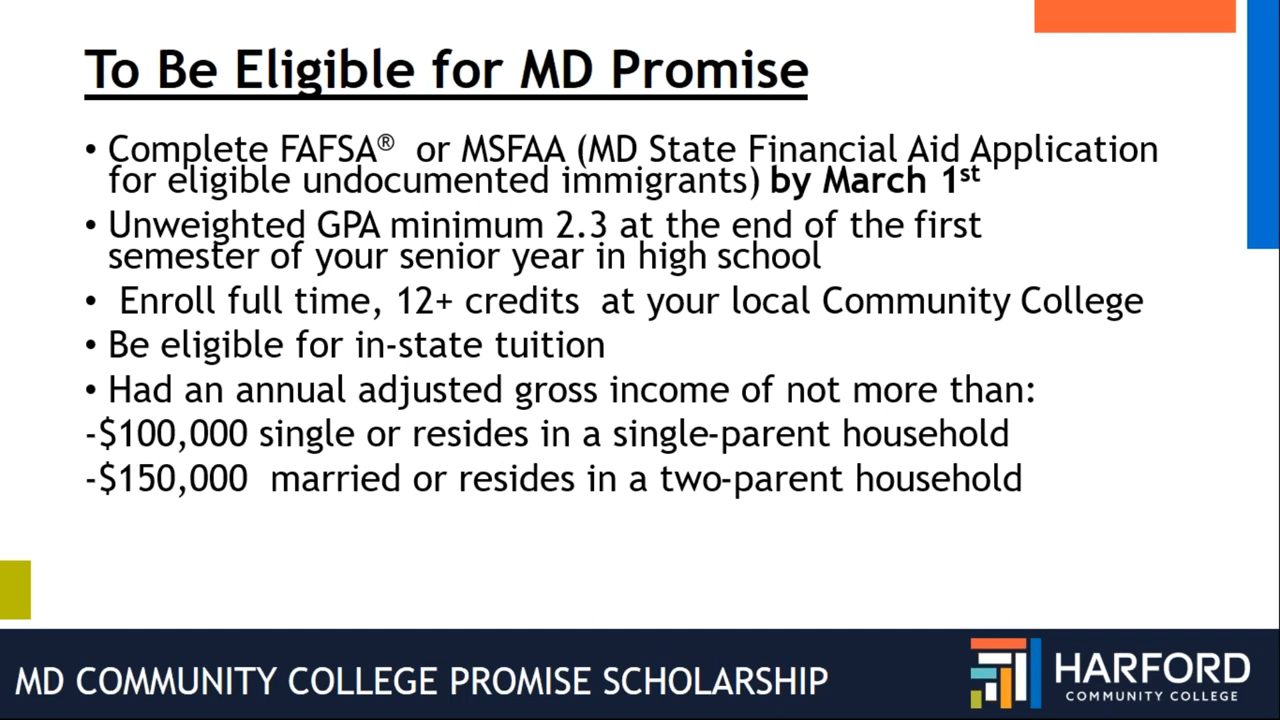 To Be Eligible for MD Promise
• Complete FAFSA® or MSFAA (MD State Financial Aid Application
for eligible undocumented immigrants) by March 1st
• Unweighted GPA minimum 2.3 at the end of the first
semester of your senior year in high school
• Enroll full time, 12+ credits at your local Community College
• Be eligible for in-state tuition
• Had an annual adjusted gross income of not more than:
-$100,000 single or resides in a single-parent household
-$150,000 married or resides in a two-parent household
MD COMMUNITY COLLEGE PROMISE SCHOLARSHIP
HARFORD
COMMUNITY COLLEGE